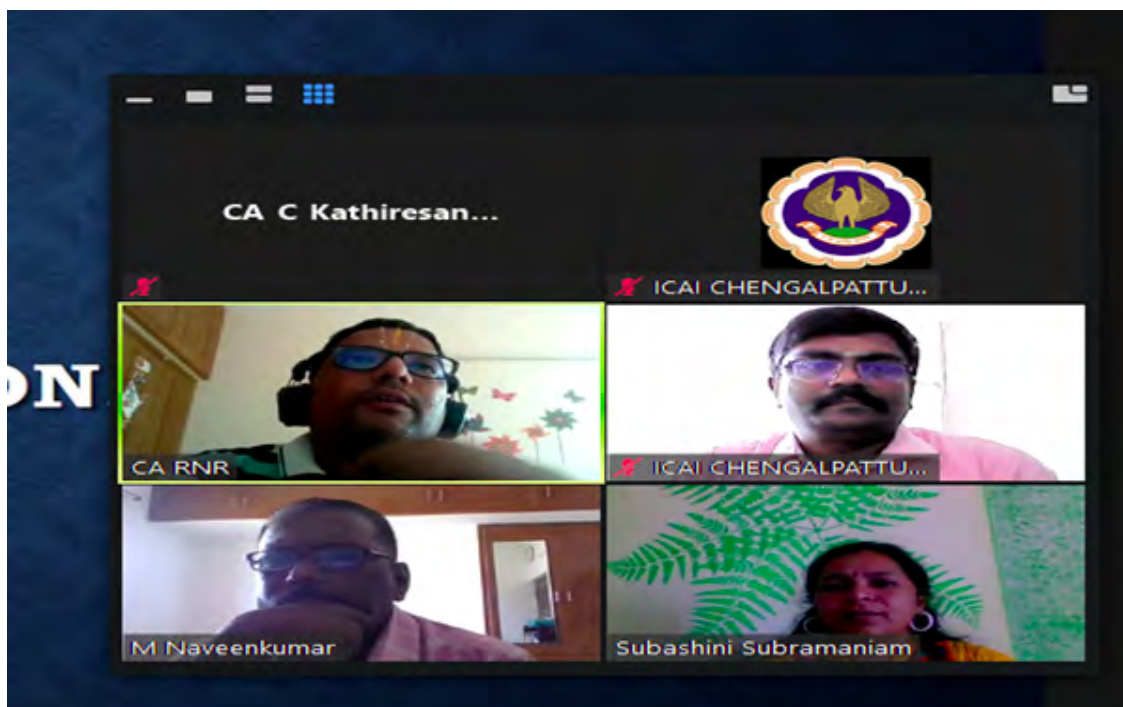 CA C Kathiresan...
ICAI CHENGALPATTU...
ON
CA RNR
ICAI CHENGALPATTU...
M Naveenkumar
Subashini Subramaniam